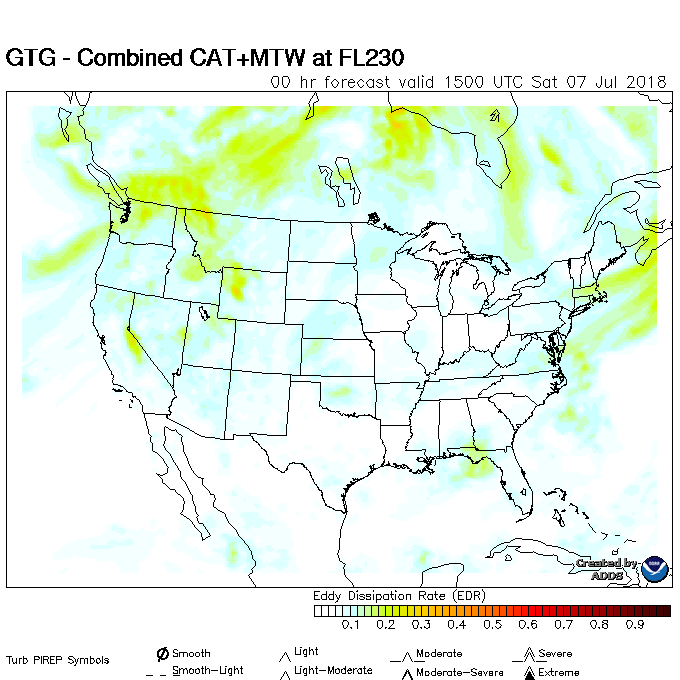 GTG - Combined CAT+MTW at FL230
00 hr forecast valid 1500 UTC Sat 07 Jul 2018
Created by
ADDS
Eddy Dissipation Rate (EDR)
0.1 0.2 0.3 0.4 0.5 0.6 0.7 0.8 0.9
Turb PIREP Symbols
Smooth
Light
Moderate
Severe
Smooth-Light
Light-Moderate
Moderate-Severe
Extreme